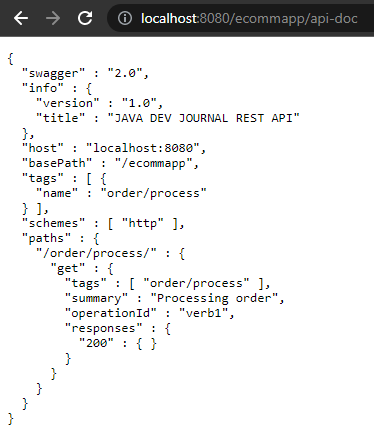 localhost:8080/ecommapp/api-doc
{
  "swagger" : "2.0",
  "info" : {
    "version" : "1.0",
    "title" : "JAVA DEV JOURNAL REST API"
  },
  "host" : "localhost:8080",
  "basePath" : "/ecommapp",
  "tags" : [ {
    "name" : "order/process"
  } ],
  "schemes" : [ "http" ],
  "paths" : {
    "/order/process/" : {
      "get" : {
        "tags" : [ "order/process" ],
        "summary" : "Processing order",
        "operationId" : "verb1",
        "responses" : {
          "200" : { }
        }
      }
    }
  }
}